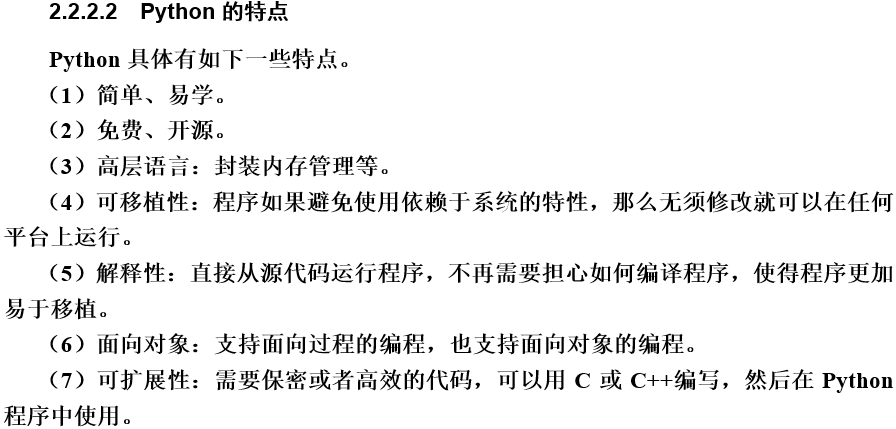 2.2.2.2 Python 的特点
Python 具体有如下一些特点。
（1）简单、易学。
（2）免费、开源。
（3）高层语言：封装内存管理等。
（4）可移植性：程序如果避免使用依赖于系统的特性，那么无须修改就可以在任何
平台上运行。
（5）解释性：直接从源代码运行程序，不再需要担心如何编译程序，使得程序更加
易于移植。
（6）面向对象：支持面向过程的编程，也支持面向对象的编程。
（7）可扩展性：需要保密或者高效的代码，可以用 C 或 C++编写，然后在 Python
程序中使用。